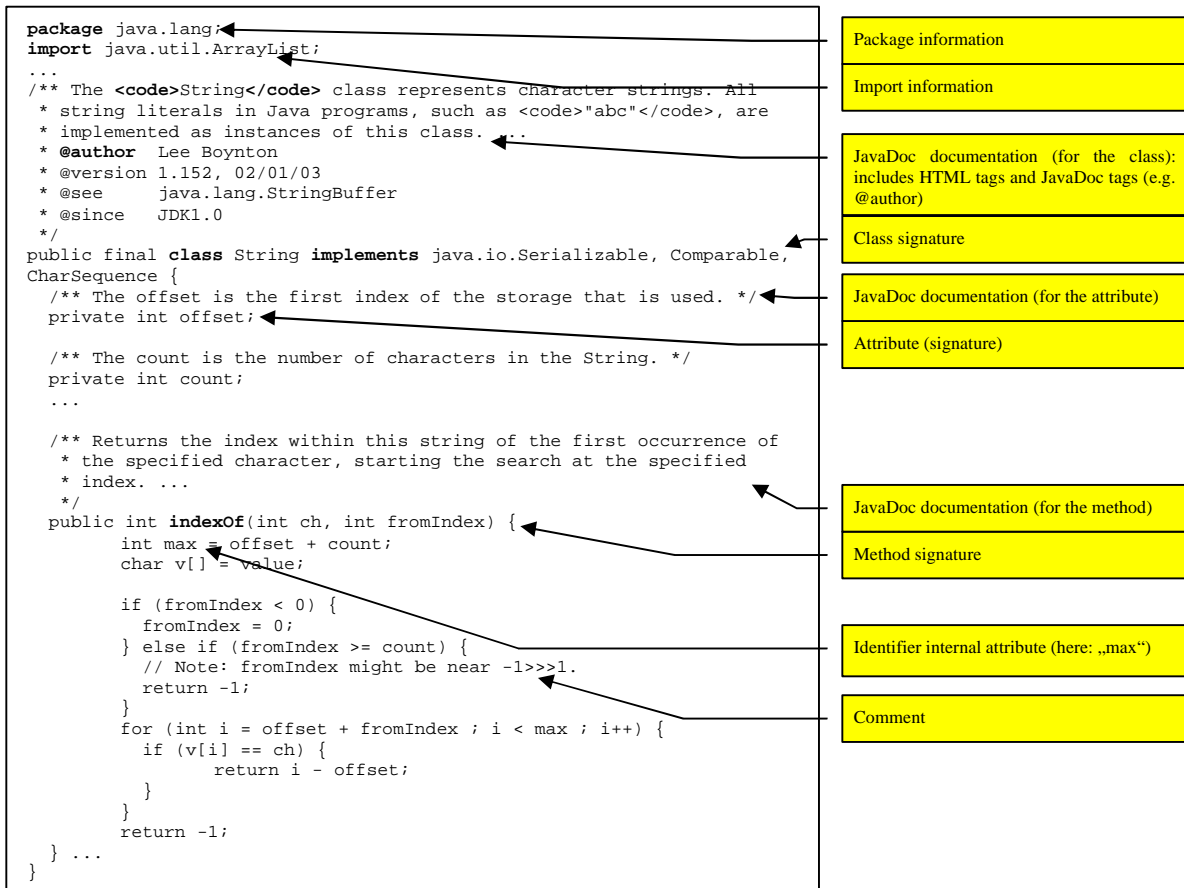 package java.lang;
import java.util.ArrayList;
...
/** The <code>String</code> class represents character strings. All
* string literals in Java programs, such as <code>"abc"</code>, are
* implemented as instances of this class. ...
* @author Lee Boynton
* @version 1.152, 02/01/03
* @see java.lang.StringBuffer
* @since JDK1.0
*/
public final class String implements java.io.Serializable, Comparable,
CharSequence {
/** The offset is the first index of the storage that is used. */
private int offset;
/** The count is the number of characters in the String. */
private int count;
...
/** Returns the index within this string of the first occurrence of
* the specified character, starting the search at the specified
* index. ...
*/
public int indexOf(int ch, int fromIndex) {
int max = offset + count;
char v[] = value;
if (fromIndex < 0) {
fromIndex = 0;
} else if (fromIndex >= count) {
// Note: fromIndex might be near -1>>>1.
return -1;
}
for (int i = offset + fromIndex ; i < max ; i++) {
if (v[i] == ch) {
return i - offset;
}
}
return -1;
} ...
}
Package information
Import information
JavaDoc documentation (for the class):
includes HTML tags and JavaDoc tags (e.g.
@author)
Class signature
JavaDoc documentation (for the attribute)
Attribute (signature)
JavaDoc documentation (for the method)
Method signature
Identifier internal attribute (here: „max“)
Comment